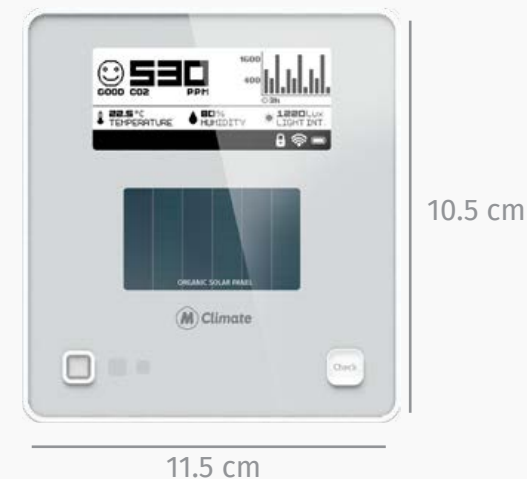 1600
530
400
GOOD CO2 PPM
3h
22.5°C 80% 1220Lux
TEMPERATURE HUMIDITY LIGHT INT
ORGANIC SOLAR PANEL
M Climate
Check
10.5 cm
11.5 cm